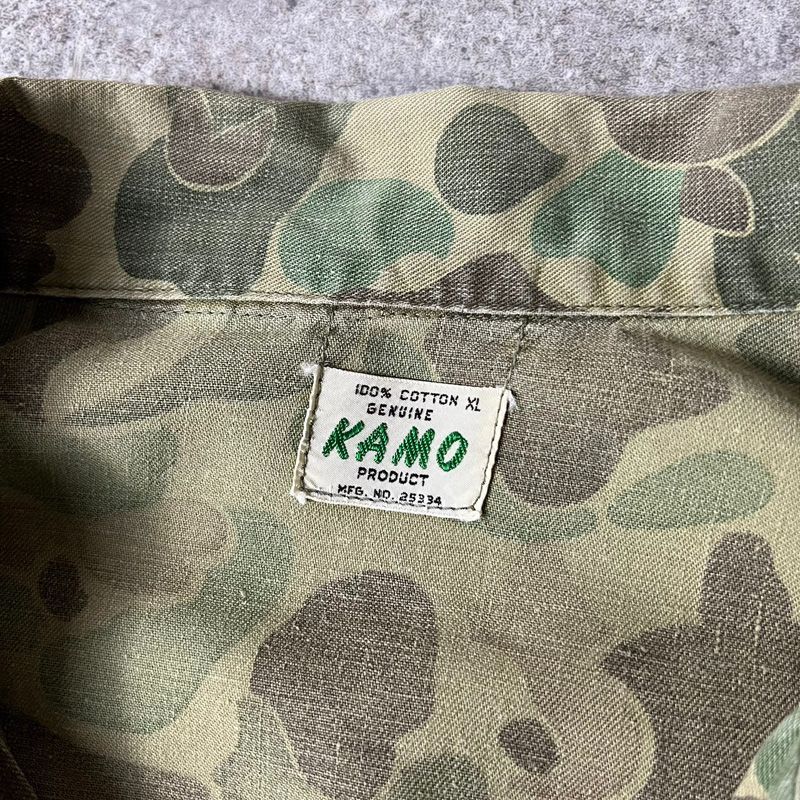 100% COTTON XL
GENUINE
KAMO
PRODUCT
MFG. NO. 25334